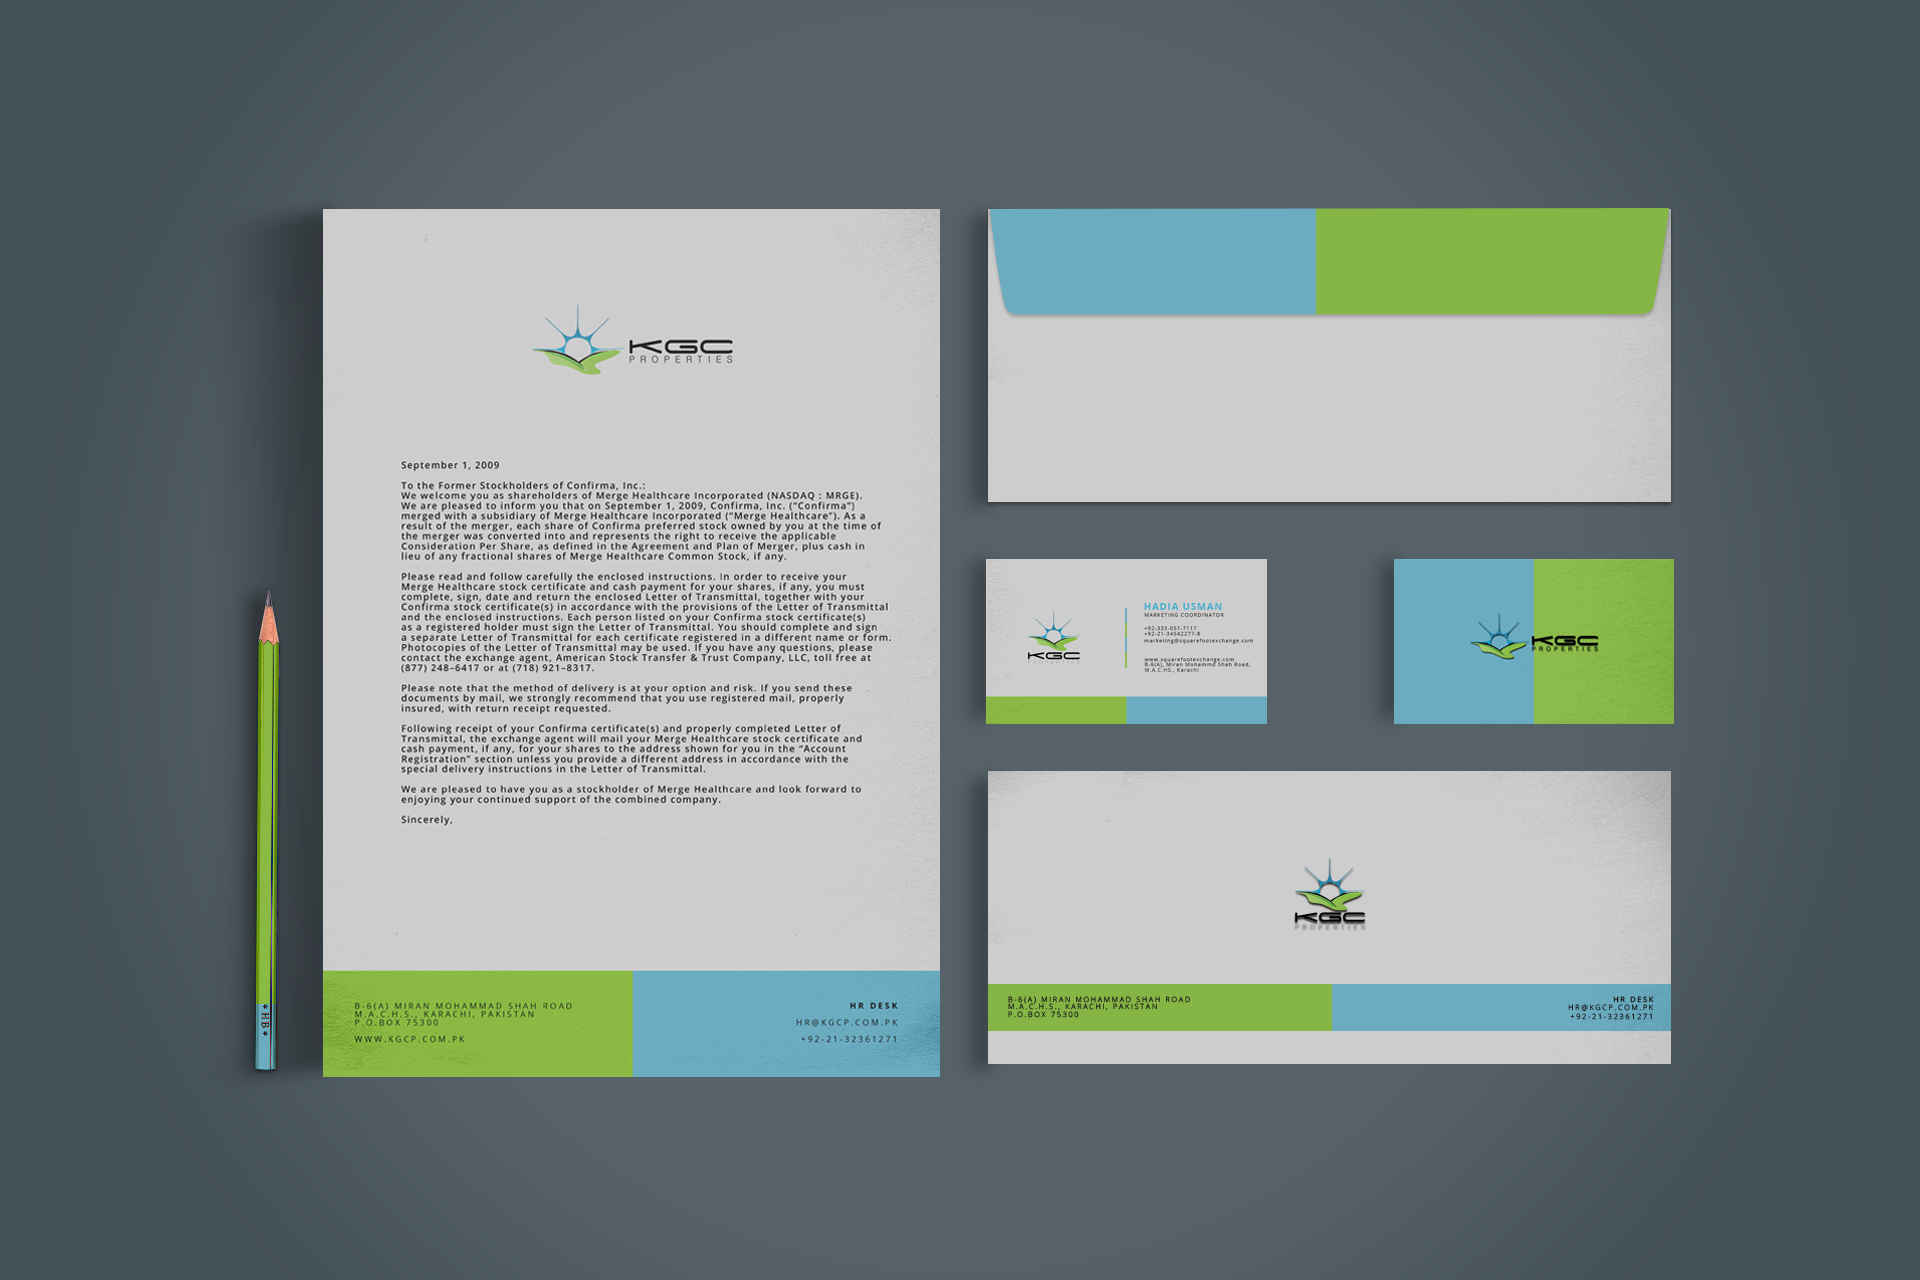 KGC
PROPERTIES
September 1, 2009
To the Former Stockholders of Confirma, Inc.:
We welcome you as shareholders of Merge Healthcare Incorporated (NASDAQ : MRGE).
We are pleased to inform you that on September 1, 2009, Confirma, Inc. (“Confirma”)
merged with a subsidiary of Merge Healthcare Incorporated (“Merge Healthcare”). As a
result of the merger, each share of Confirma preferred stock owned by you at the time of
the merger was converted into and represents the right to receive the applicable
Consideration Per Share, as defined in the Agreement and Plan of Merger, plus cash in
lieu of any fractional shares of Merge Healthcare Common Stock, if any.
Please read and follow carefully the enclosed instructions. In order to receive your
Merge Healthcare stock certificate and cash payment for your shares, if any, you must
complete, sign, date and return the enclosed Letter of Transmittal, together with your
Confirma stock certificate(s) in accordance with the provisions of the Letter of Transmittal
and the enclosed instructions. Each person listed on your Confirma stock certificate(s)
as a registered holder must sign the Letter of Transmittal. You should complete and sign
a separate Letter of Transmittal for each certificate registered in a different name or form.
Photocopies of the Letter of Transmittal may be used. If you have any questions, please
contact the exchange agent, American Stock Transfer & Trust Company, LLC, toll free at
(877) 248–6417 or at (718) 921–8317.
Please note that the method of delivery is at your option and risk. If you send these
documents by mail, we strongly recommend that you use registered mail, properly
insured, with return receipt requested.
Following receipt of your Confirma certificate(s) and properly completed Letter of
Transmittal, the exchange agent will mail your Merge Healthcare stock certificate and
cash payment, if any, for your shares to the address shown for you in the “Account
Registration” section unless you provide a different address in accordance with the
special delivery instructions in the Letter of Transmittal.
We are pleased to have you as a stockholder of Merge Healthcare and look forward to
enjoying your continued support of the combined company.
Sincerely,
B-6(A) MIRAN MOHAMMAD SHAH ROAD
M.A.C.H.S., KARACHI, PAKISTAN
P.O.BOX 75300
WWW.KGCP.COM.PK
HR DESK
HR@KGCP.COM.PK
+92-21-32361271
* HB *
KGC
HADIA USMAN
MARKETING COORDINATOR
+92-333-051-7117
+92-21-34542277-8
marketing@squarefootexchange.com
www.squarefootexchange.com
B-6(A), Miran Mohammd Shah Road,
M.A.C.HS., Karachi
KGC
PROPERTIES
KGC
PROPERTIES
B-6(A) MIRAN MOHAMMAD SHAH ROAD
M.A.C.H.S., KARACHI, PAKISTAN
P.O.BOX 75300
HR DESK
HR@KGCP.COM.PK
+92-21-32361271